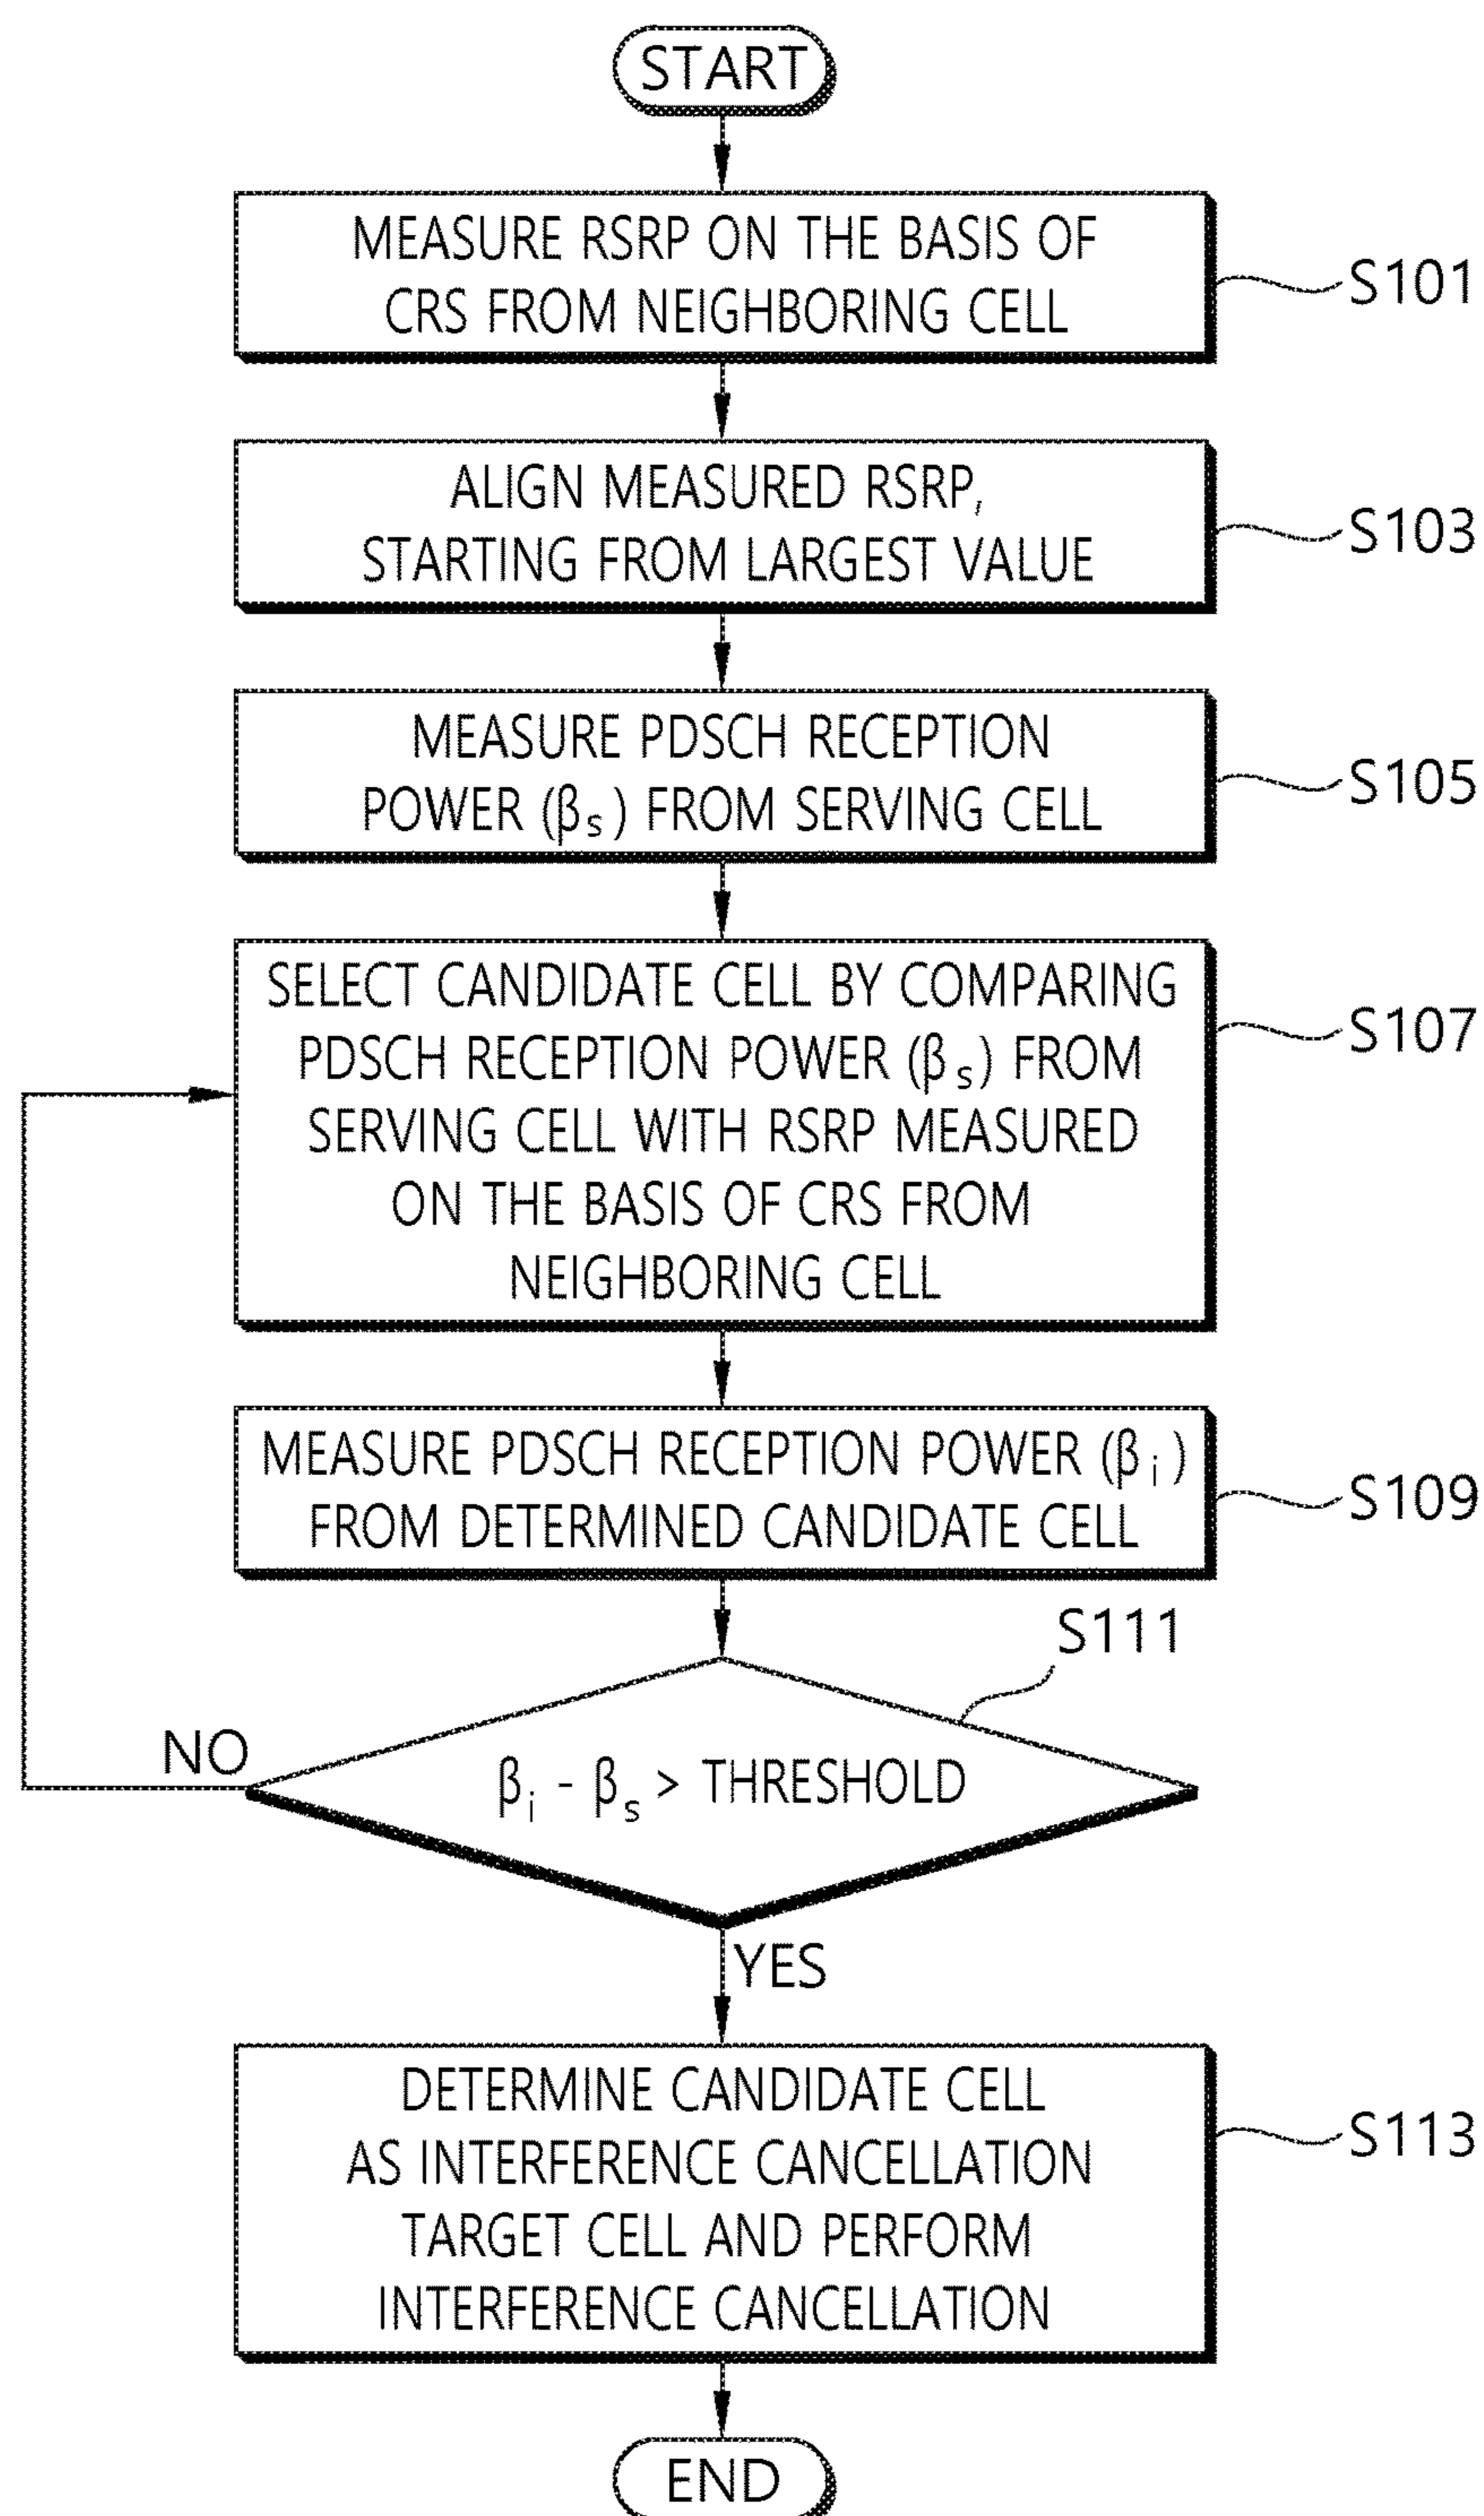 START
MEASURE RSRP ON THE BASIS OF
CRS FROM NEIGHBORING CELL
S101
ALIGN MEASURED RSRP,
STARTING FROM LARGEST VALUE
S103
MEASURE PDSCH RECEPTION
POWER (βs) FROM SERVING CELL
S105
SELECT CANDIDATE CELL BY COMPARING
PDSCH RECEPTION POWER (βs) FROM
SERVING CELL WITH RSRP MEASURED
ON THE BASIS OF CRS FROM
NEIGHBORING CELL
S107
MEASURE PDSCH RECEPTION POWER (βi)
FROM DETERMINED CANDIDATE CELL
S109
S111
βi - βs > THRESHOLD
NO
YES
DETERMINE CANDIDATE CELL
AS INTERFERENCE CANCELLATION
TARGET CELL AND PERFORM
INTERFERENCE CANCELLATION
S113
END